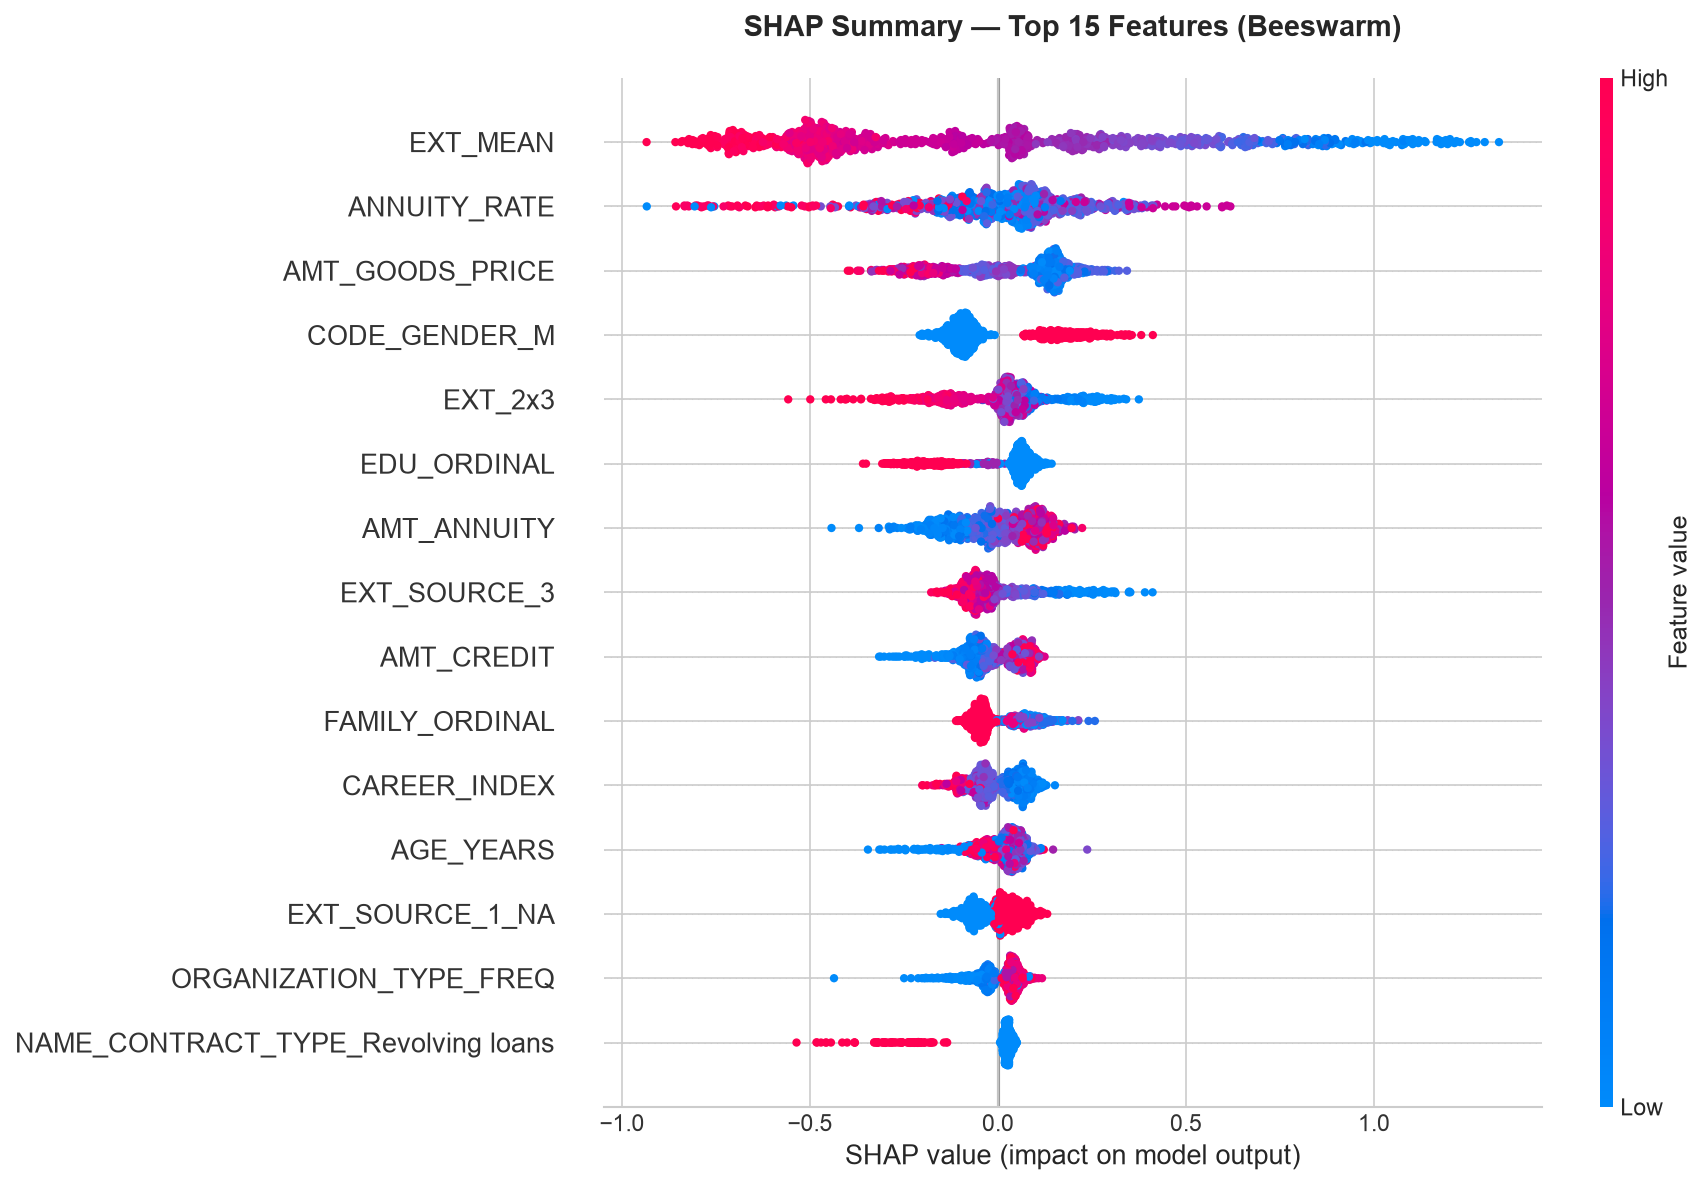 SHAP Summary — Top 15 Features (Beeswarm)
High
EXT_MEAN
ANNUITY_RATE
AMT_GOODS_PRICE
CODE_GENDER_M
EXT_2x3
EDU_ORDINAL
AMT_ANNUITY
EXT_SOURCE_3
AMT_CREDIT
FAMILY_ORDINAL
CAREER_INDEX
AGE_YEARS
EXT_SOURCE_1_NA
ORGANIZATION_TYPE_FREQ
NAME_CONTRACT_TYPE_Revolving loans
Feature value
Low
−1.0 −0.5 0.0 0.5 1.0
SHAP value (impact on model output)